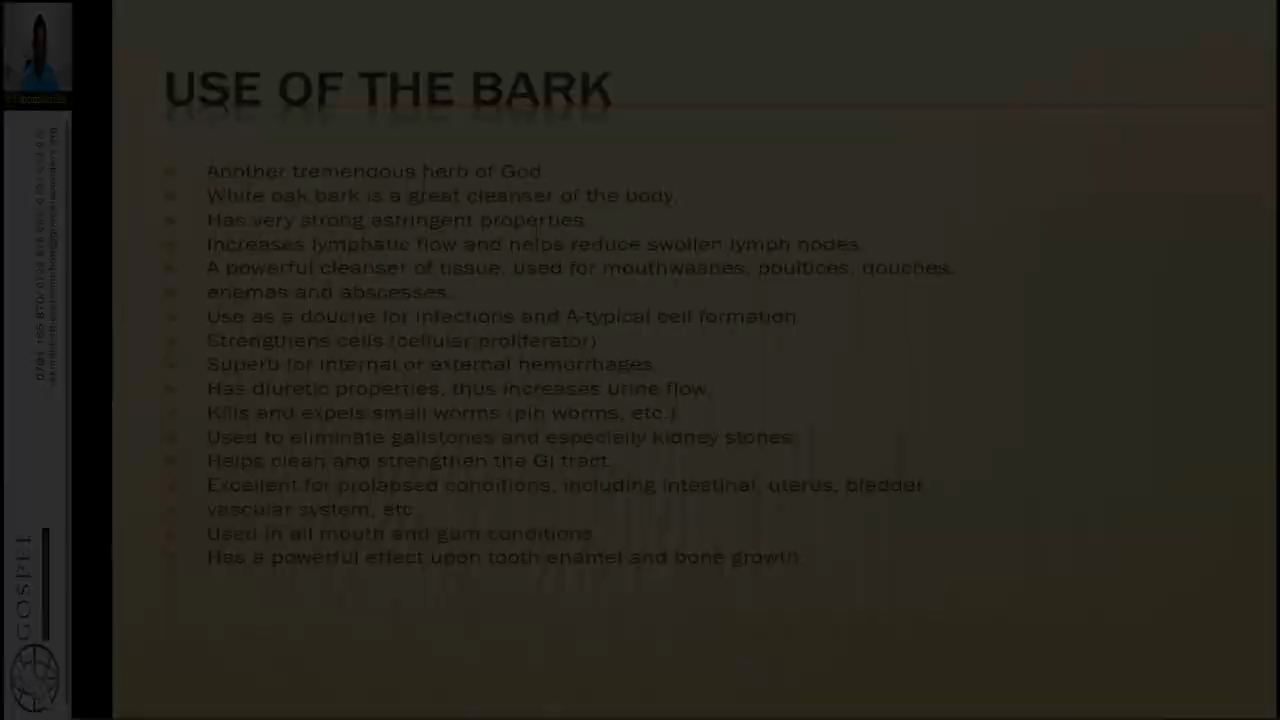 USE OF THE BARK
Another tremendous herb of God.
White oak bark is a great cleanser of the body.
Has very strong astringent properties.
Increases lymphatic flow and helps reduce swollen lymph nodes.
A powerful cleanser of tissue, used for mouthwashes, poultices, douches,
enemas and abscesses.
Use as a douche for infections and A-typical cell formation.
Strengthens cells (cellular proliferator)
Superb for internal or external hemorrhages.
Has diuretic properties, thus increases urine flow.
Kills and expels small worms (pin worms, etc.)
Used to eliminate gallstones and especially kidney stones.
Helps clean and strengthen the GI tract.
Excellent for prolapsed conditions, including intestinal, uterus, bladder
vascular system, etc.
Used in all mouth and gum conditions.
Has a powerful effect upon tooth enamel and bone growth.
GOSPEL